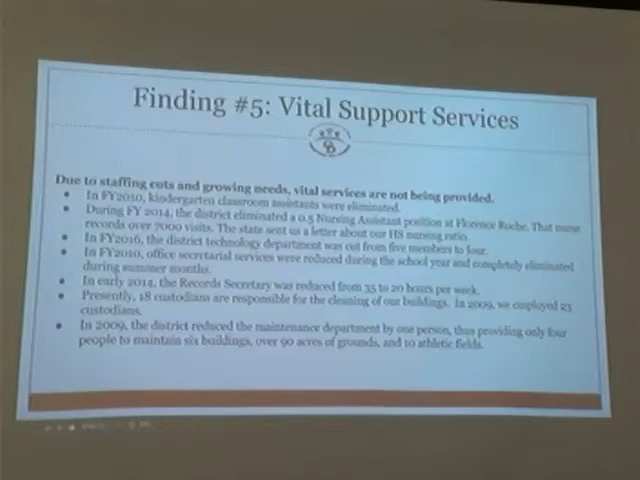 Finding #5: Vital Support Services
Due to staffing cuts and growing needs, vital services are not being provided.
• In FY2010, kindergarten classroom assistants were eliminated.
• During FY 2014, the district eliminated a 0.5 Nursing Assistant position at Florence Roche. That nurse
records over 7000 visits. The state sent us a letter about our HS nursing ratio.
• In FY2016, the district technology department was cut from five members to four.
• In FY2010, office secretarial services were reduced during the school year and completely eliminated
during summer months.
• In early 2014, the Records Secretary was reduced from 35 to 20 hours per week.
• Presently, 18 custodians are responsible for the cleaning of our buildings. In 2009, we employed 23
custodians.
• In 2009, the district reduced the maintenance department by one person, thus providing only four
people to maintain six buildings, over 90 acres of grounds, and 10 athletic fields.